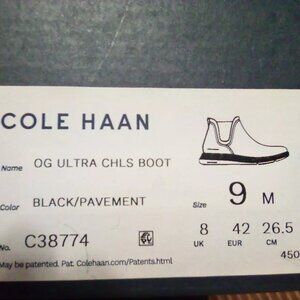 COLE HAAN
Name OG ULTRA CHLS BOOT
Color BLACK/PAVEMENT
Size 9 M
8 42 26.5
UK EUR CM
No. C38774
May be patented. Pat. Colehaan.com/Patents.html
450